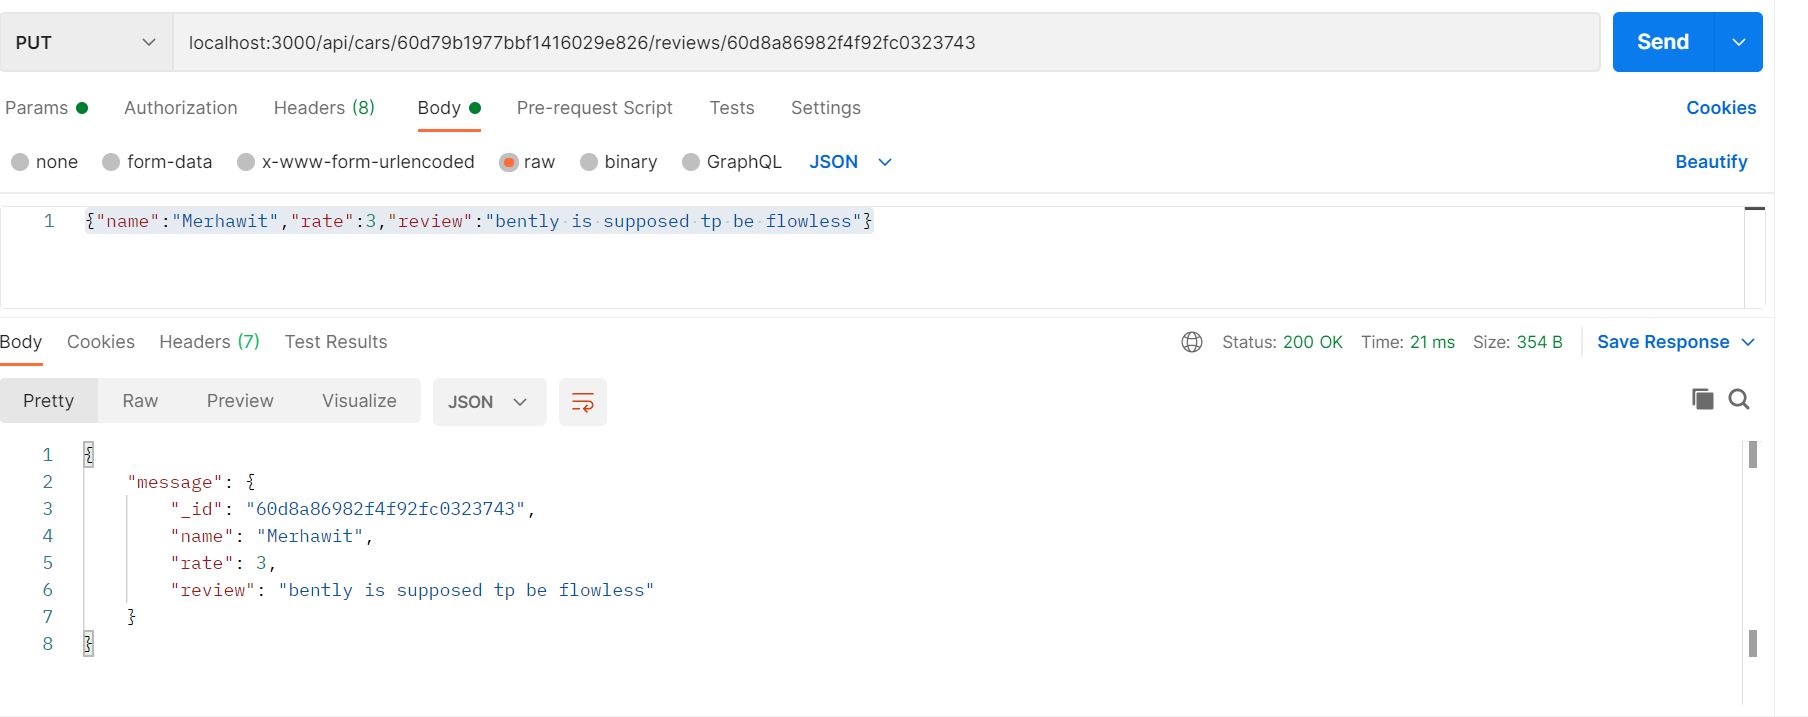 PUT localhost:3000/api/cars/60d79b1977bbf1416029e826/reviews/60d8a86982f4f92fc0323743 Send
Params Authorization Headers (8) Body Pre-request Script Tests Settings Cookies
none form-data x-www-form-urlencoded raw binary GraphQL JSON Beautify
1 {"name":"Merhawit","rate":3,"review":"bently is supposed tp be flowless"}
Body Cookies Headers (7) Test Results Status: 200 OK Time: 21 ms Size: 354 B Save Response
Pretty Raw Preview Visualize JSON
1 {
2 "message": {
3 "_id": "60d8a86982f4f92fc0323743",
4 "name": "Merhawit",
5 "rate": 3,
6 "review": "bently is supposed tp be flowless"
7 }
8 }